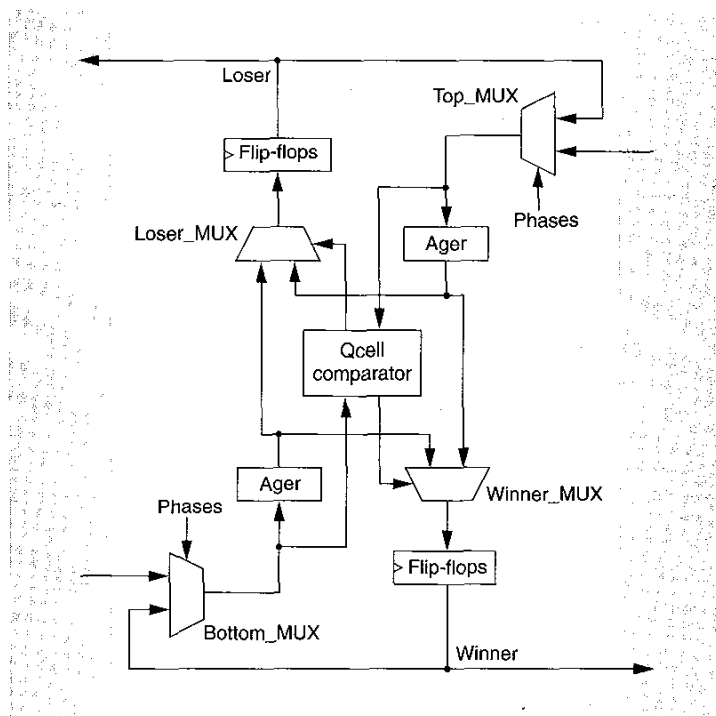 Loser
Top_MUX
Flip-flops
Phases
Loser_MUX
Ager
Qcell
comparator
Ager
Winner_MUX
Phases
Flip-flops
Bottom_MUX
Winner